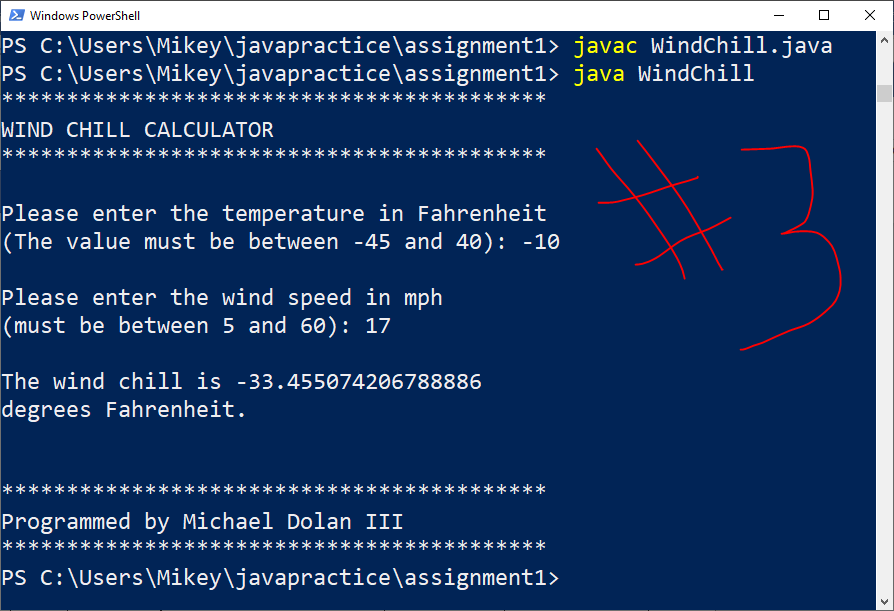 Windows PowerShell
PS C:\Users\Mikey\javapractice\assignment1> javac WindChill.java
PS C:\Users\Mikey\javapractice\assignment1> java WindChill
******************************************
WIND CHILL CALCULATOR
******************************************
#3
Please enter the temperature in Fahrenheit
(The value must be between -45 and 40): -10
Please enter the wind speed in mph
(must be between 5 and 60): 17
The wind chill is -33.455074206788886
degrees Fahrenheit.
******************************************
Programmed by Michael Dolan III
******************************************
PS C:\Users\Mikey\javapractice\assignment1>